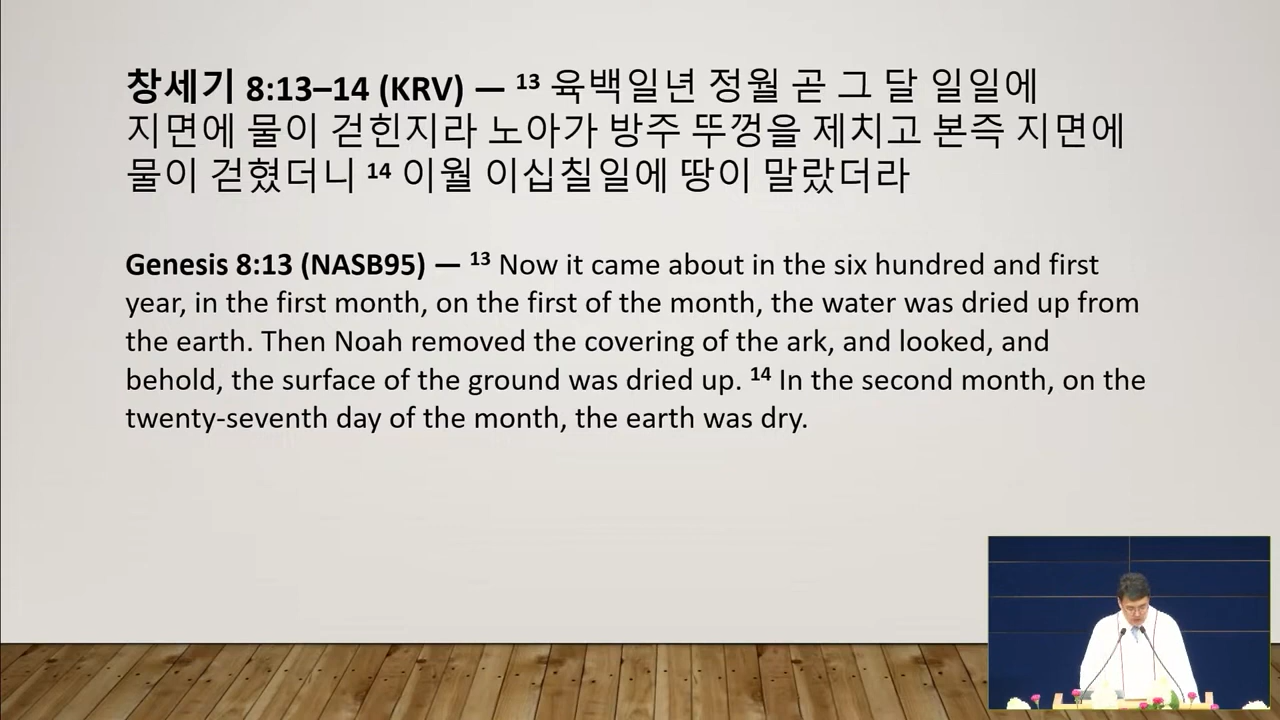 창세기 8:13–14 (KRV) — ¹³ 육백일년 정월 곧 그 달 일일에
지면에 물이 걷힌지라 노아가 방주 뚜껑을 제치고 본즉 지면에
물이 걷혔더니 ¹⁴ 이월 이십칠일에 땅이 말랐더라
Genesis 8:13 (NASB95) — ¹³ Now it came about in the six hundred and first
year, in the first month, on the first of the month, the water was dried up from
the earth. Then Noah removed the covering of the ark, and looked, and
behold, the surface of the ground was dried up. ¹⁴ In the second month, on the
twenty-seventh day of the month, the earth was dry.